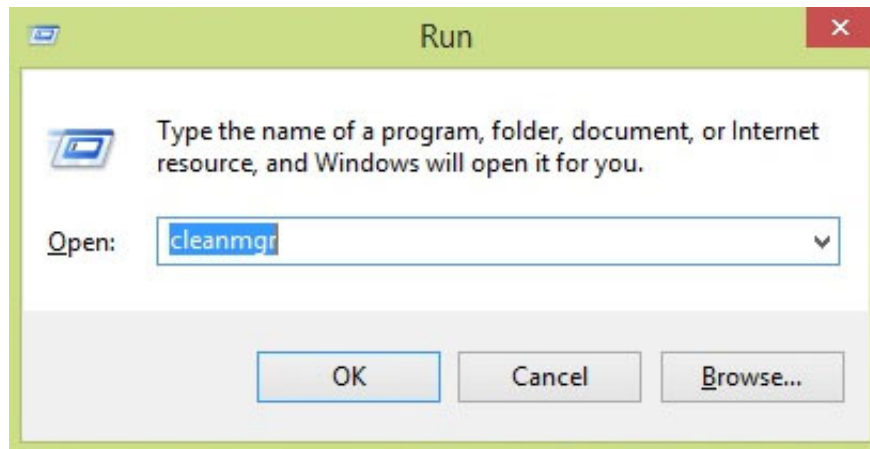 Run
Type the name of a program, folder, document, or Internet
resource, and Windows will open it for you.
Open: cleanmgr
OK Cancel Browse...